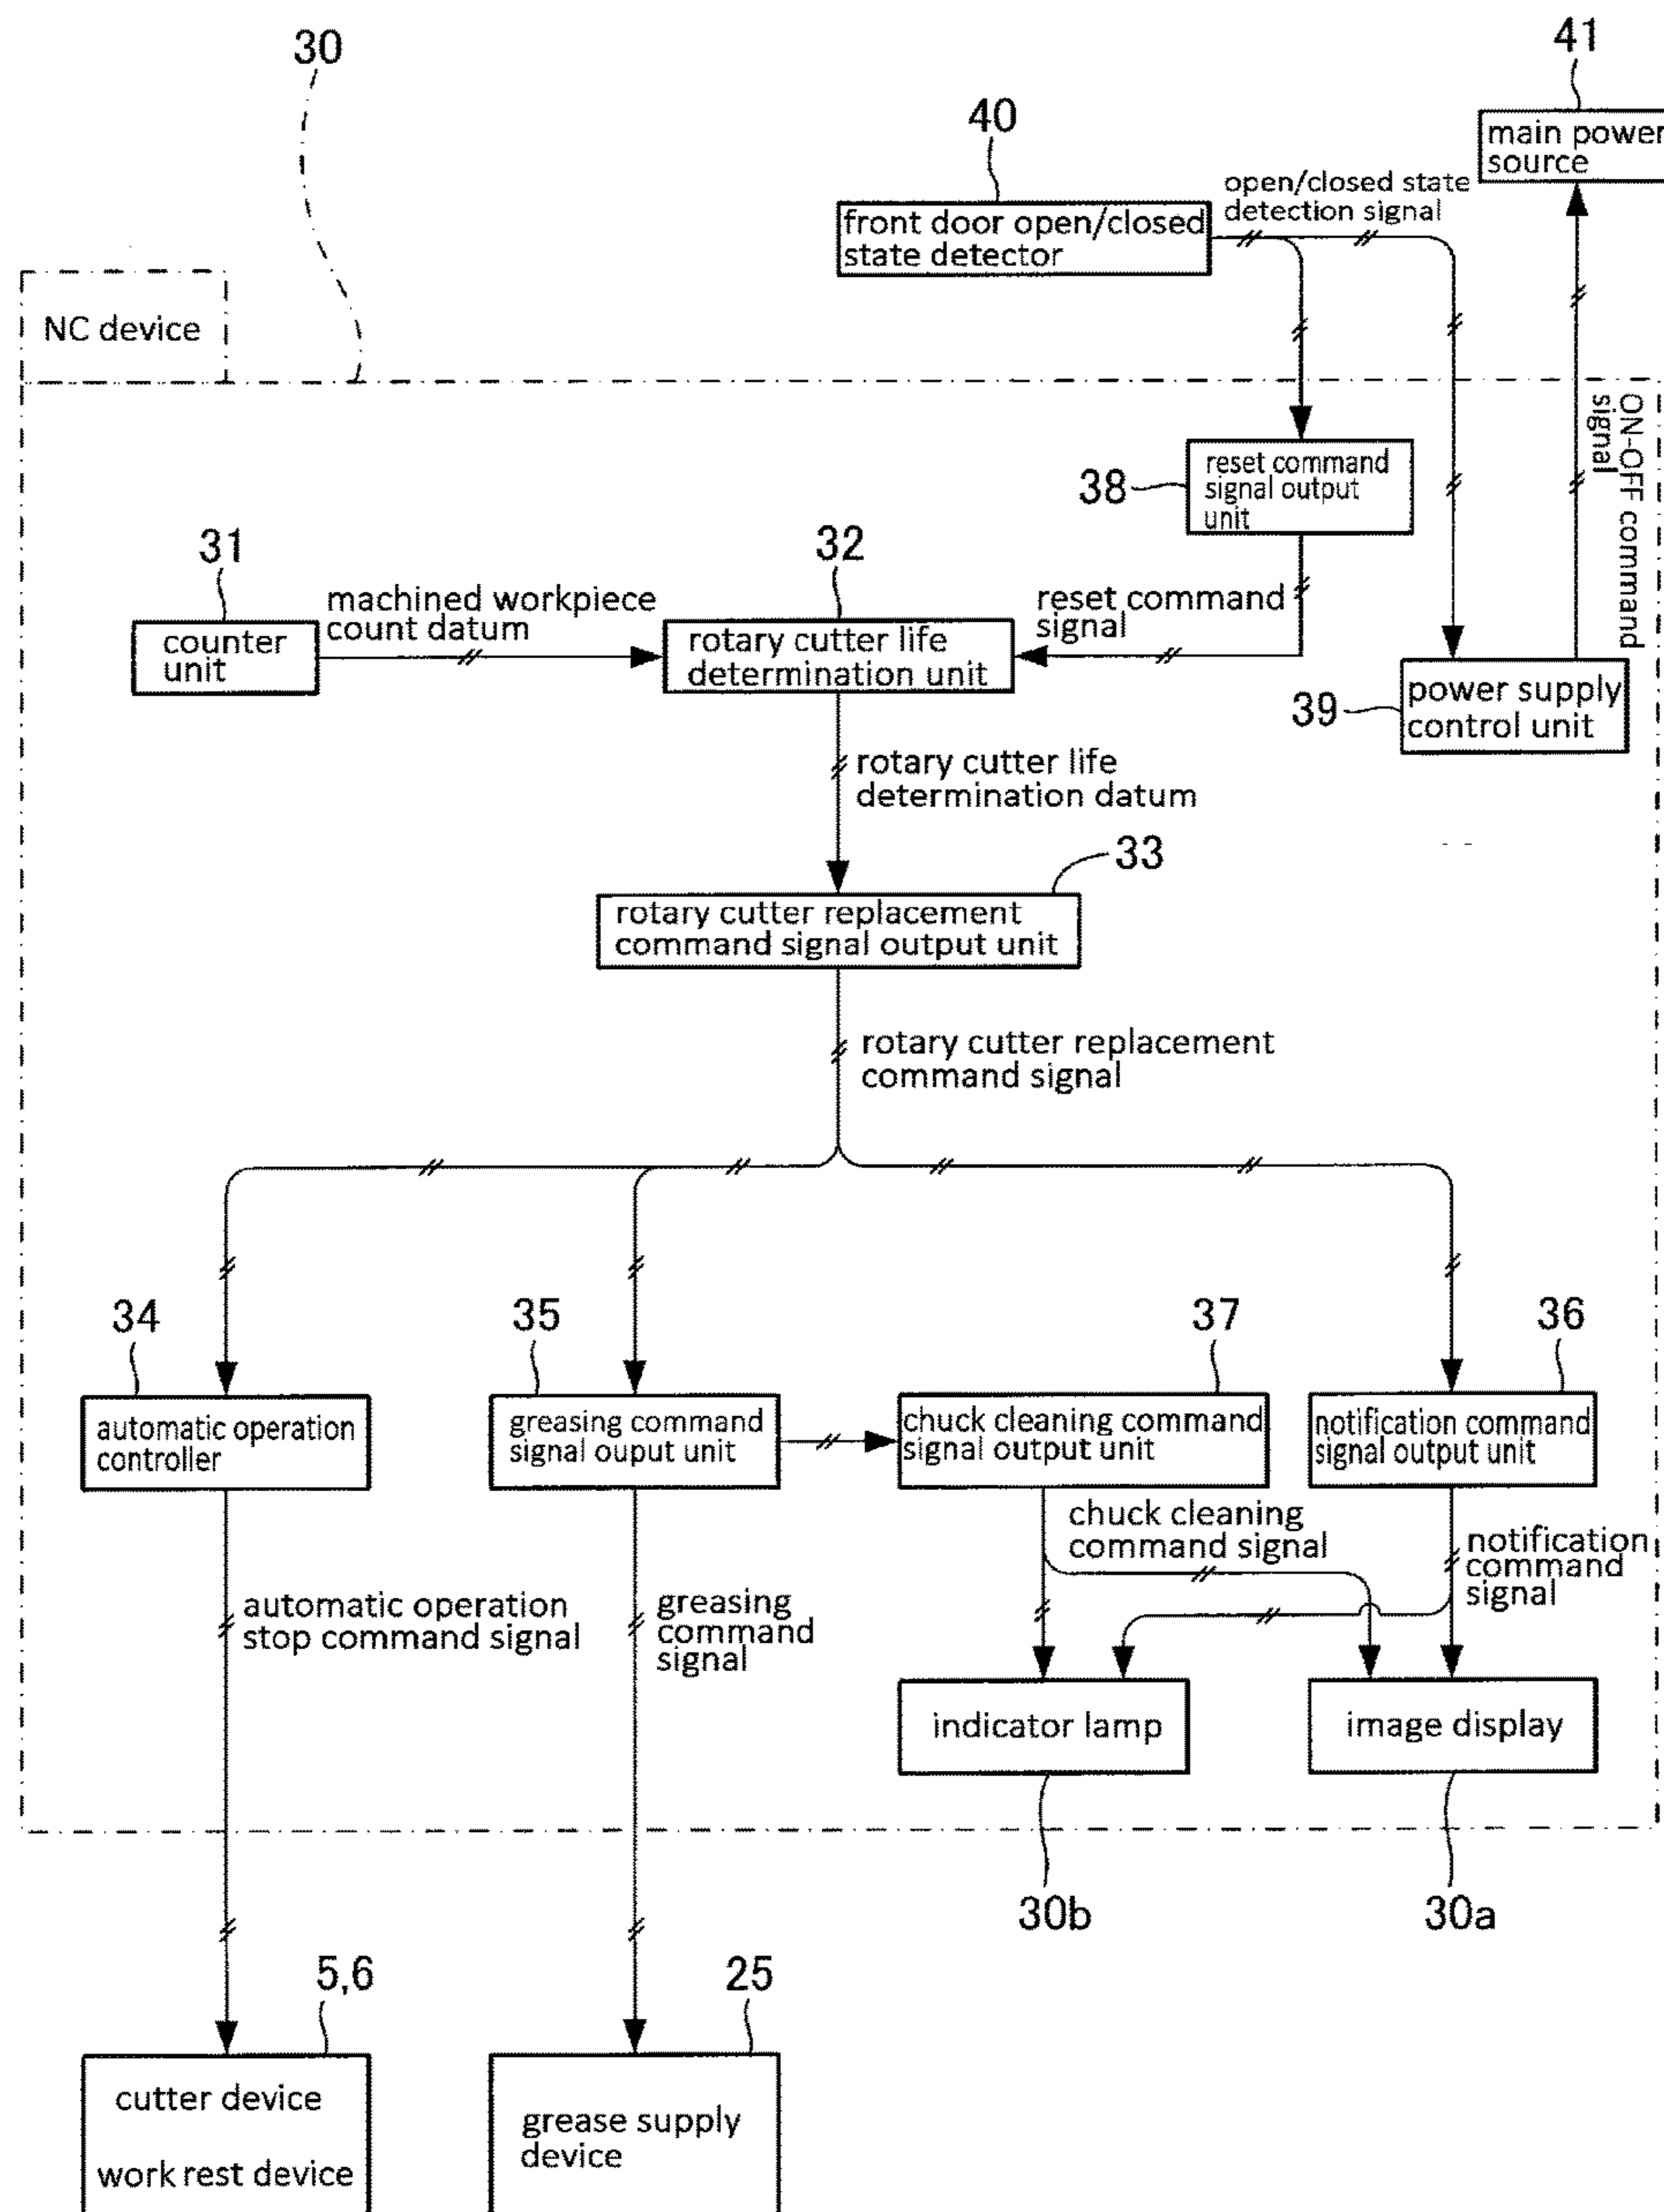 30
41
main power
source
40
open/closed state
detection signal
front door open/closed
state detector
NC device
ON-OFF command
signal
reset command
signal output
unit
38
31
32
machined workpiece
count datum
reset command
signal
counter
unit
rotary cutter life
determination unit
39
power supply
control unit
rotary cutter life
determination datum
33
rotary cutter replacement
command signal output unit
rotary cutter replacement
command signal
34
35
37
36
automatic operation
controller
greasing command
signal ouput unit
chuck cleaning command
signal output unit
notification command
signal output unit
chuck cleaning
command signal
notification
command
signal
automatic operation
stop command signal
greasing
command
signal
indicator lamp
image display
30b
30a
5,6
25
cutter device
work rest device
grease supply
device